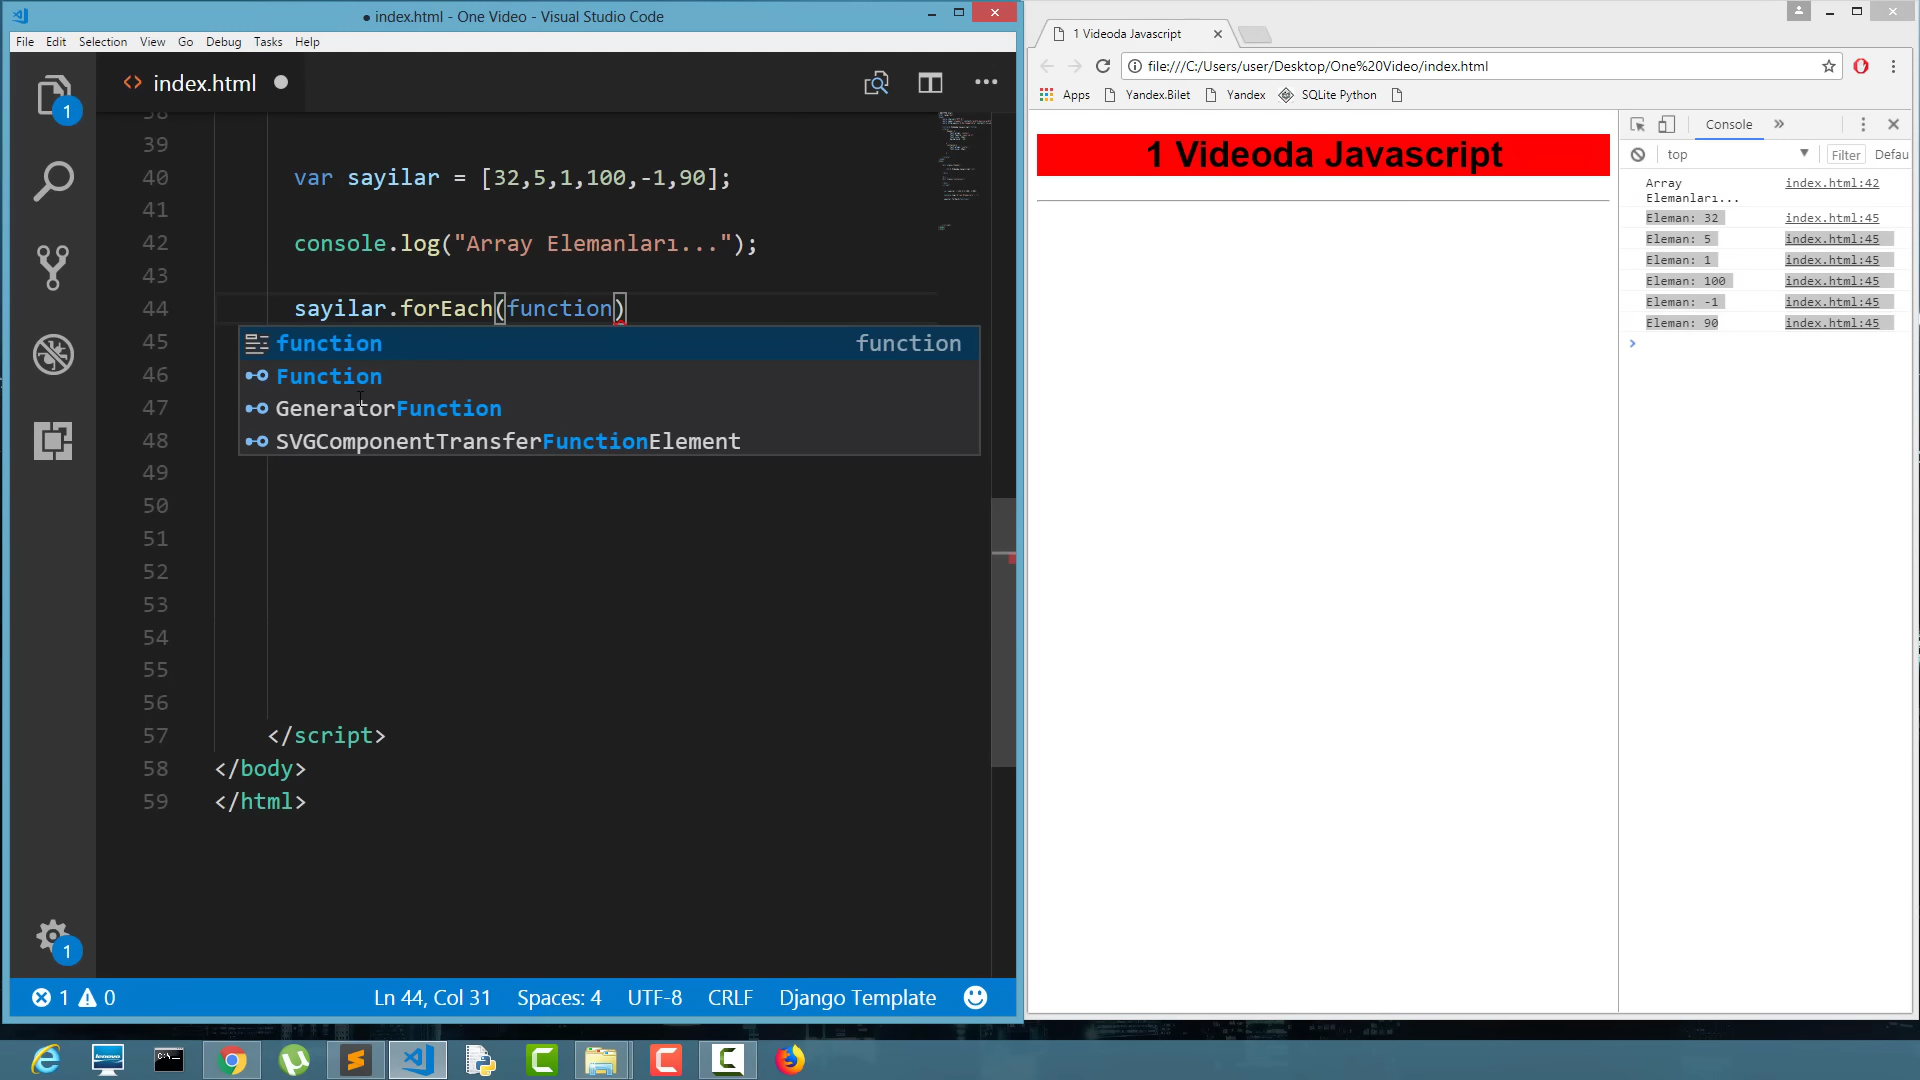 ● index.html - One Video - Visual Studio Code
File Edit Selection View Go Debug Tasks Help
<> index.html ●
1
38
39
40 var sayilar = [32,5,1,100,-1,90];
41
42 console.log("Array Elemanları...");
43
44 sayilar.forEach(function)
45 function function
46 Function
47 GeneratorFunction
48 SVGComponentTransferFunctionElement
49
50
51
52
53
54
55
56
57 </script>
58 </body>
59 </html>
1
1 0 Ln 44, Col 31 Spaces: 4 UTF-8 CRLF Django Template
1 Videoda Javascript
file:///C:/Users/user/Desktop/One%20Video/index.html
Apps Yandex.Bilet Yandex SQLite Python
1 Videoda Javascript
Console »
top Filter Defau
Array index.html:42
Elemanları...
Eleman: 32 index.html:45
Eleman: 5 index.html:45
Eleman: 1 index.html:45
Eleman: 100 index.html:45
Eleman: -1 index.html:45
Eleman: 90 index.html:45
>
lenovo